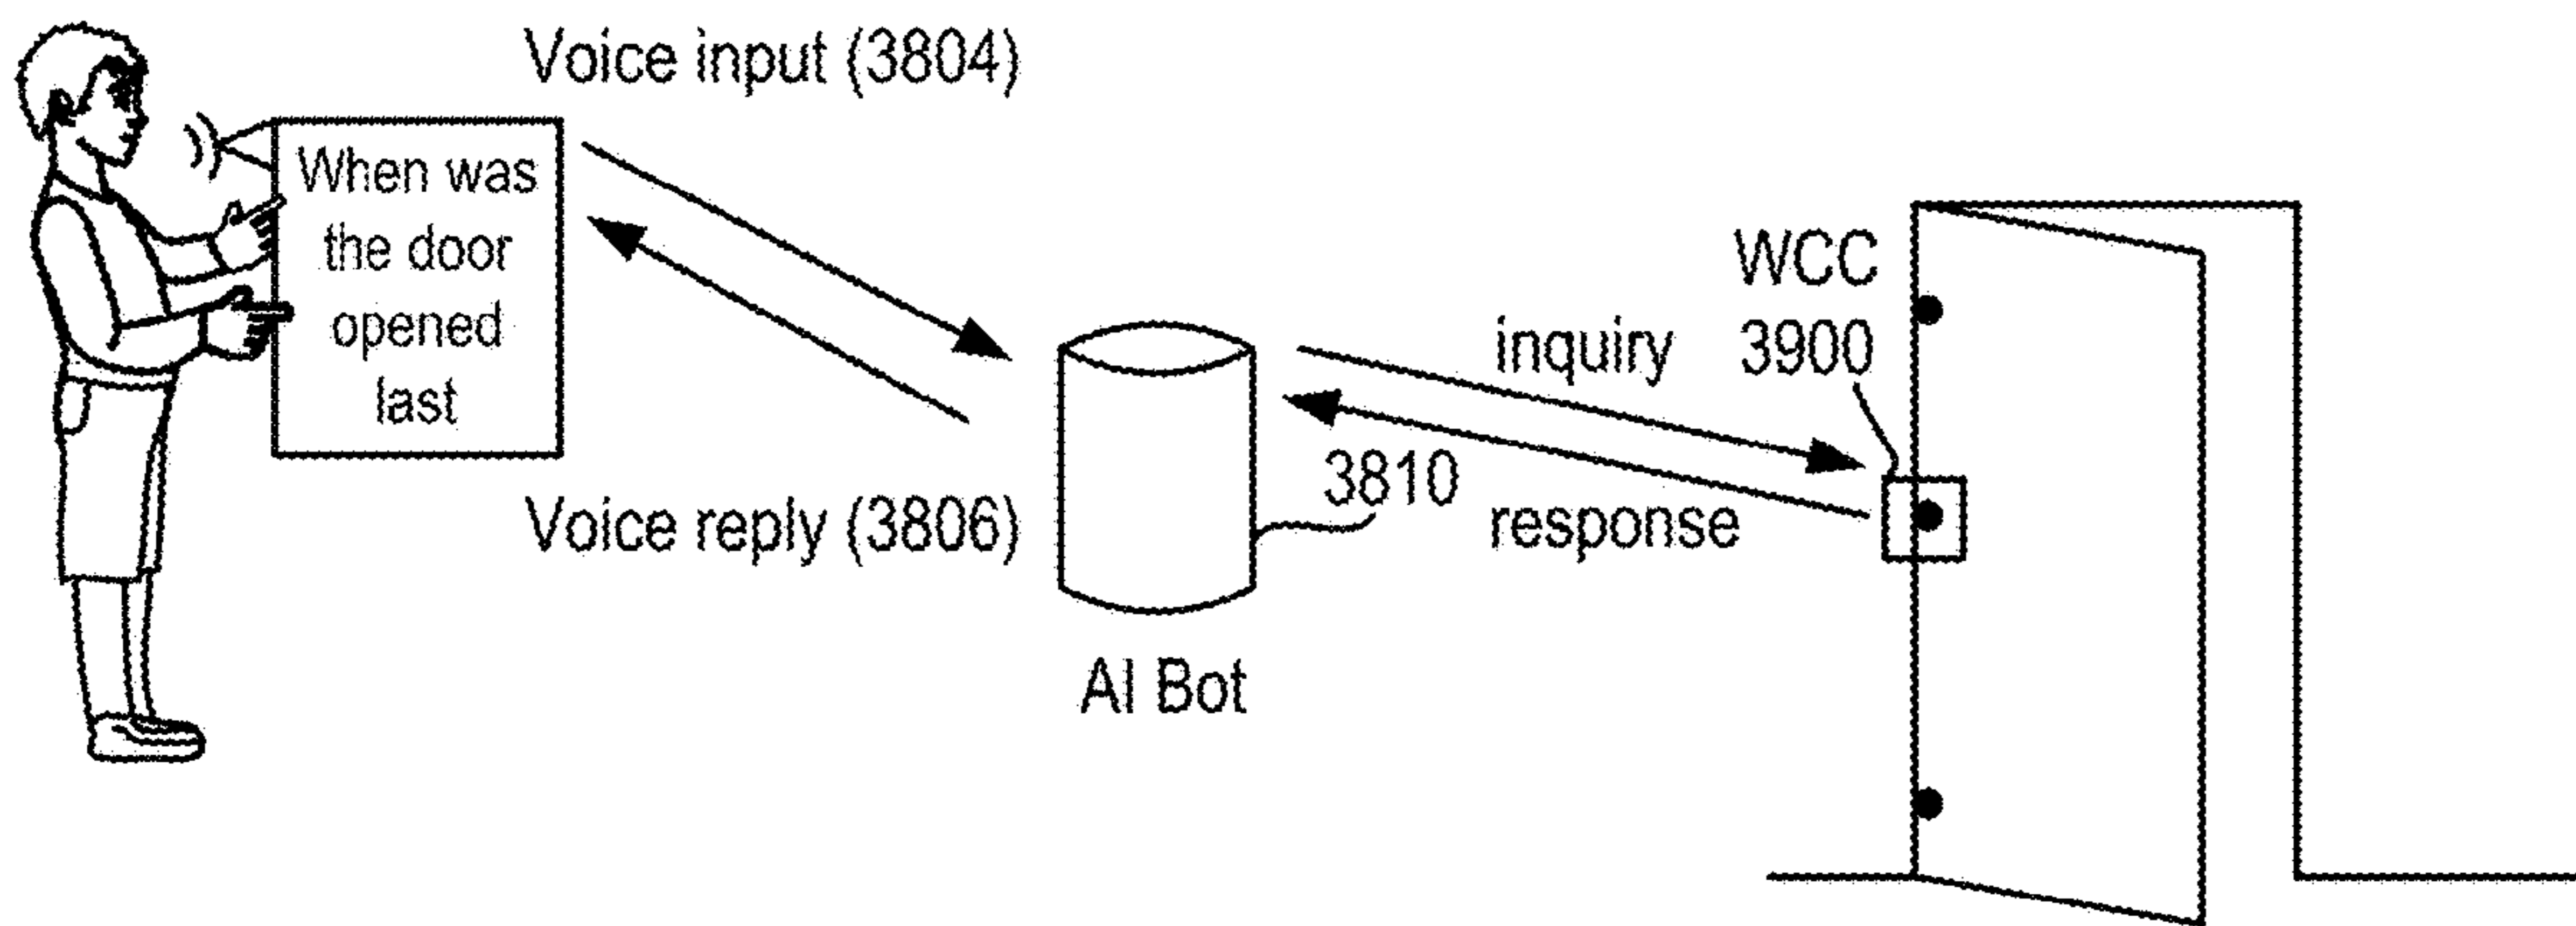 Voice input (3804)
When was
the door
opened
last
Voice reply (3806)
AI Bot
3810
inquiry
response
WCC
3900